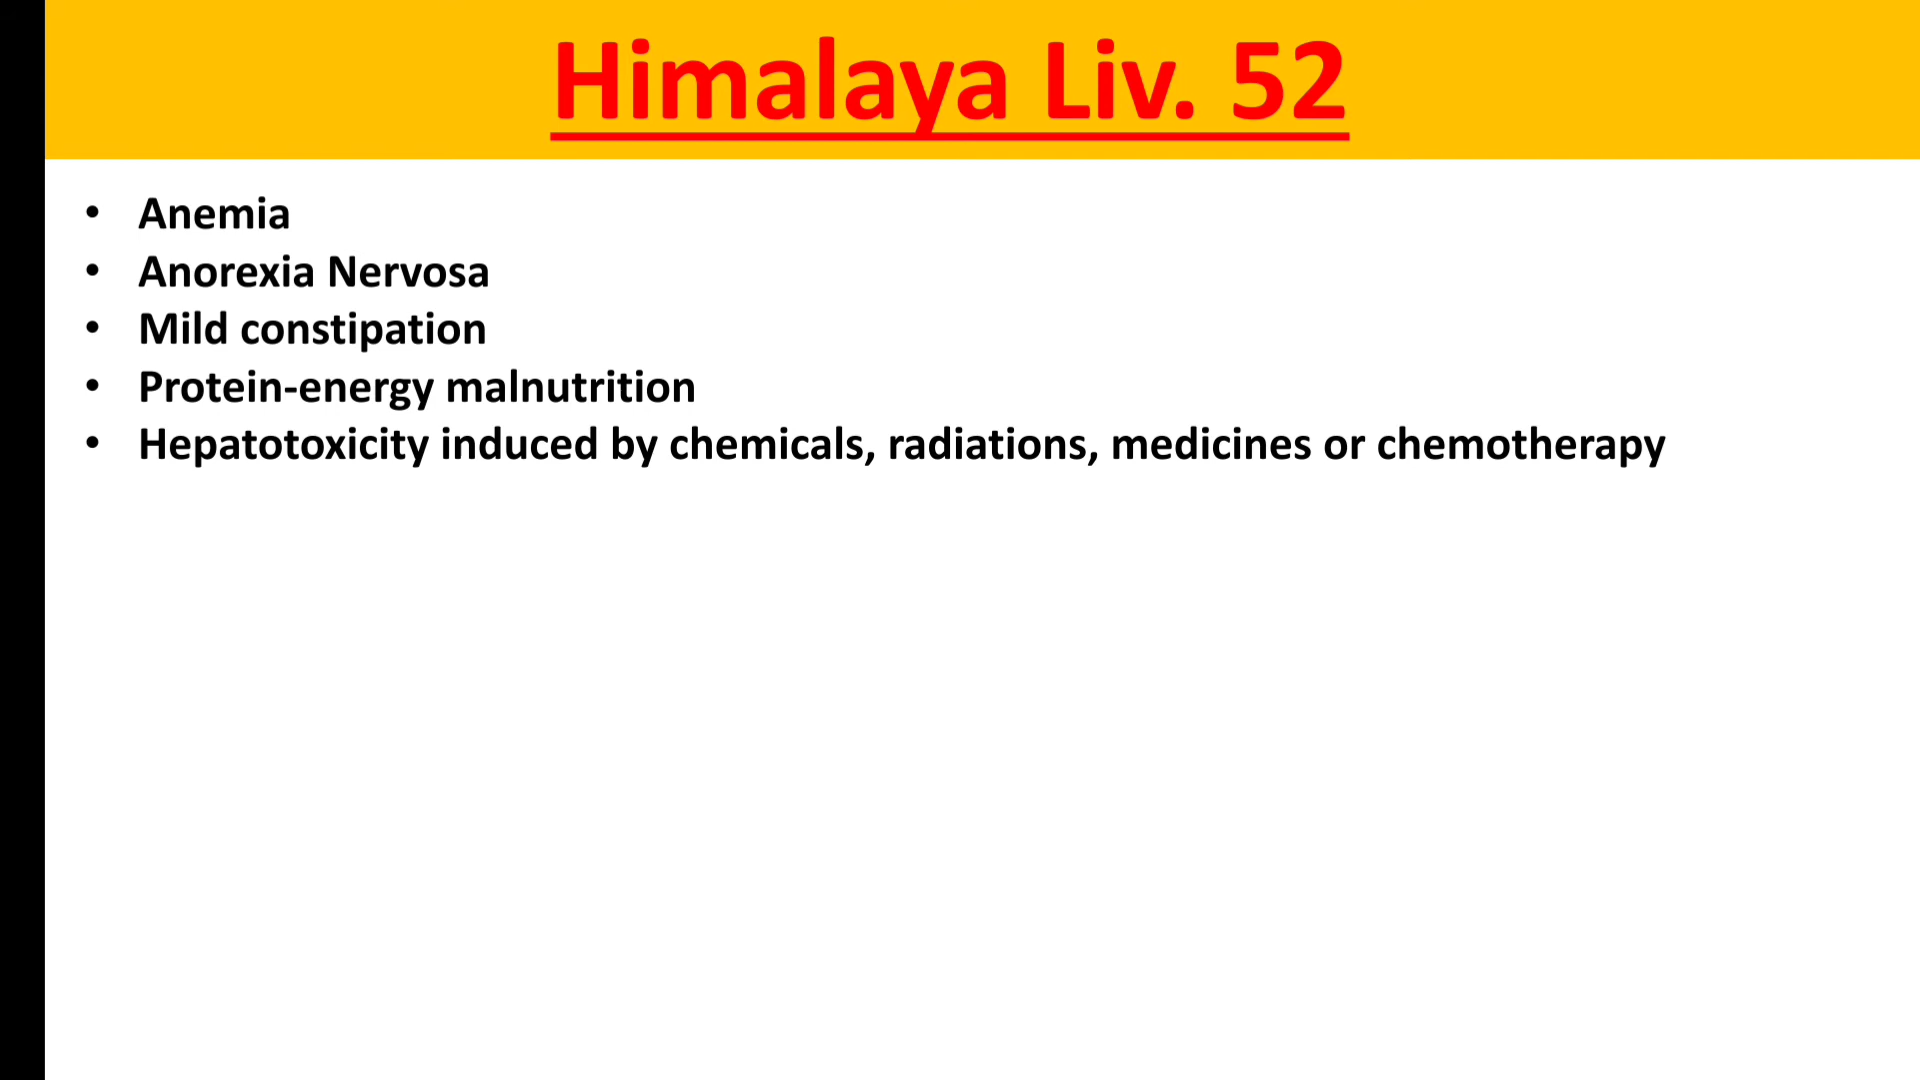 Himalaya Liv. 52
• Anemia
• Anorexia Nervosa
• Mild constipation
• Protein-energy malnutrition
• Hepatotoxicity induced by chemicals, radiations, medicines or chemotherapy